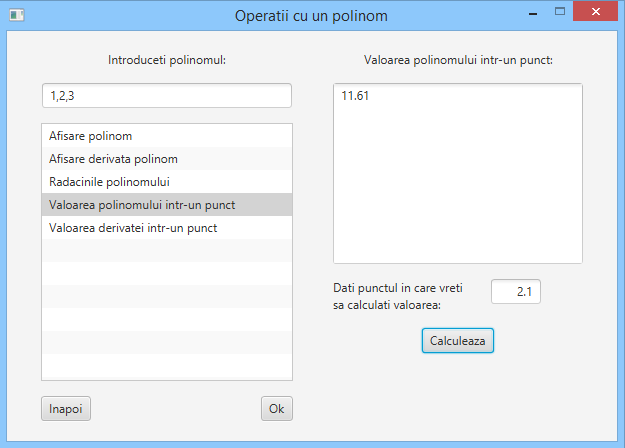 Operatii cu un polinom
Introduceti polinomul:
1,2,3
Afisare polinom
Afisare derivata polinom
Radacinile polinomului
Valoarea polinomului intr-un punct
Valoarea derivatei intr-un punct
Inapoi
Ok
Valoarea polinomului intr-un punct:
11.61
Dati punctul in care vreti
sa calculati valoarea:
2.1
Calculeaza